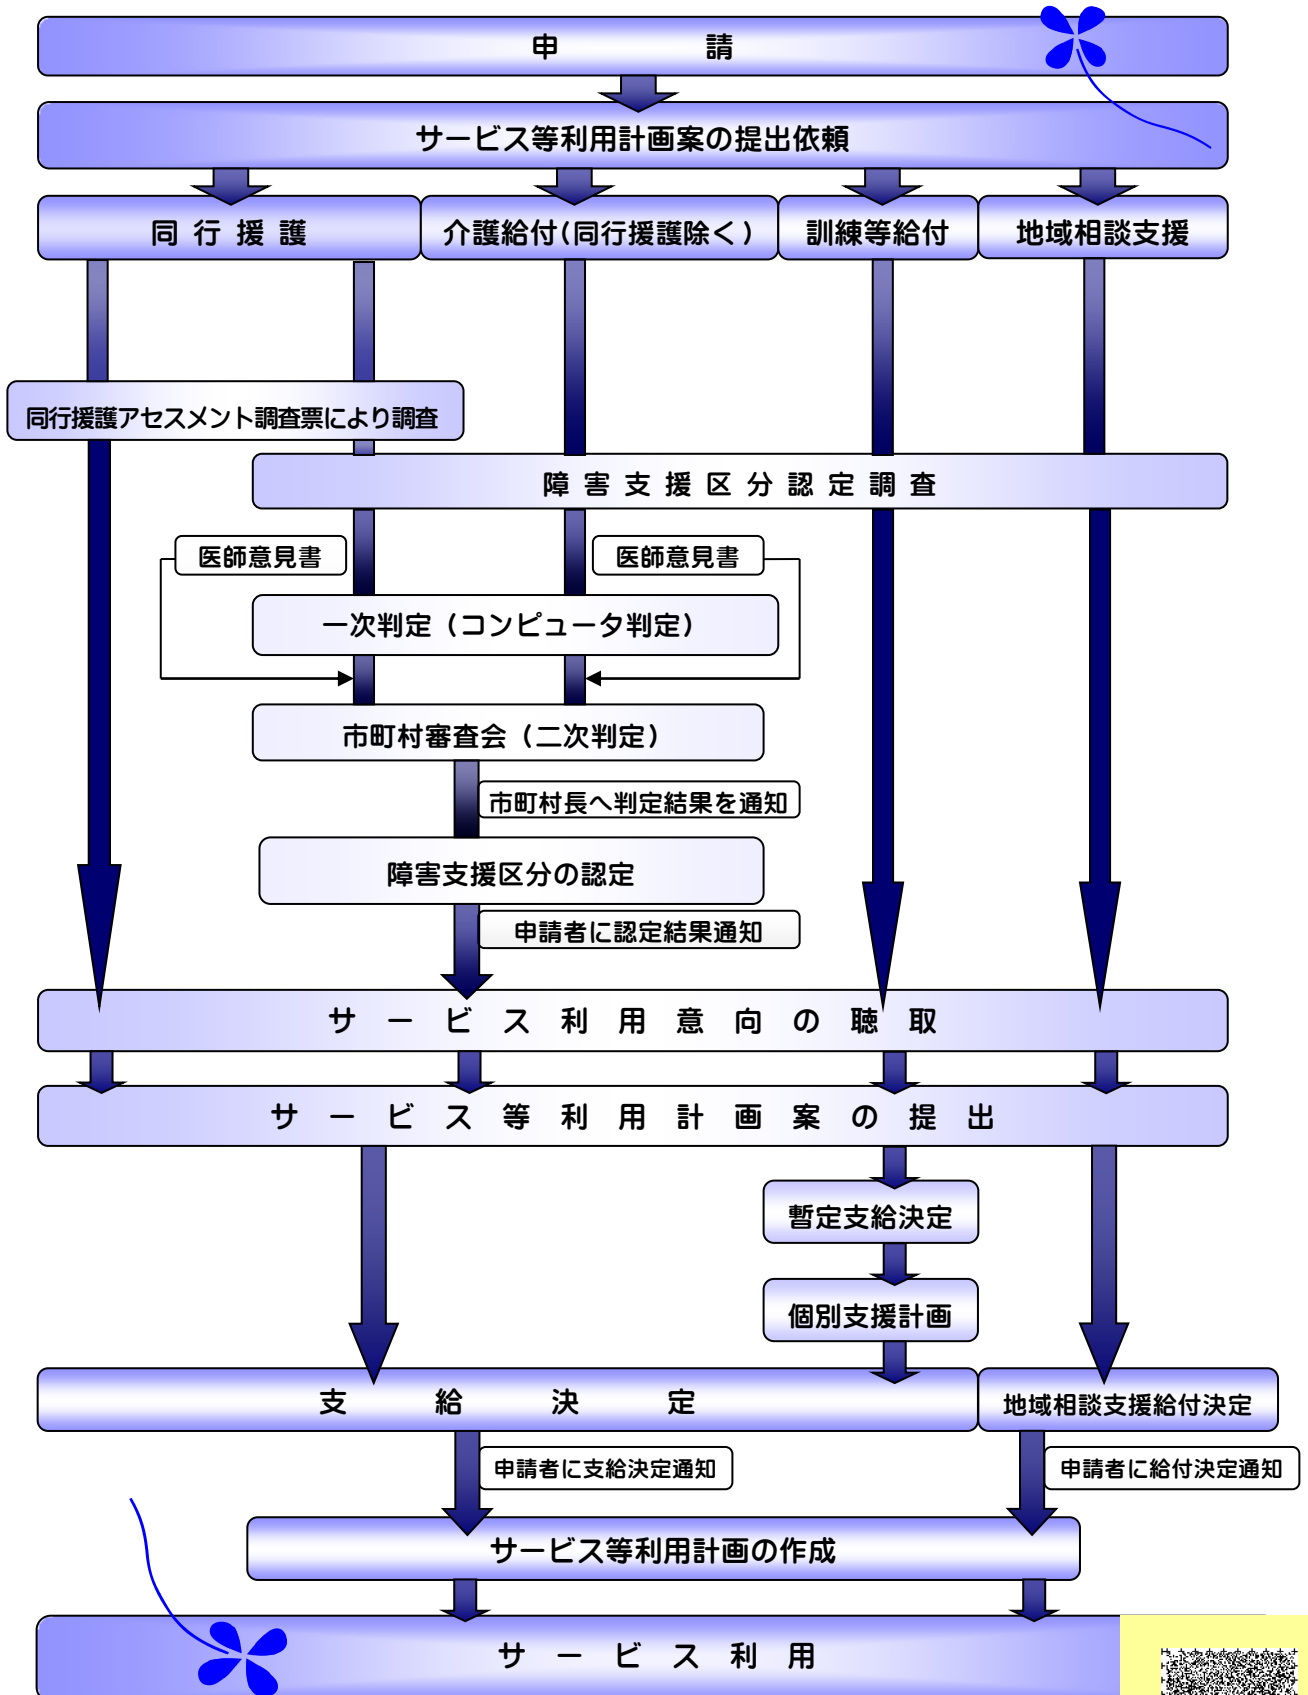 申請
サービス等利用計画案の提出依頼
同行援護
介護給付(同行援護除く)
訓練等給付
地域相談支援
同行援護アセスメント調査票により調査
障害支援区分認定調査
医師意見書
医師意見書
一次判定（コンピュータ判定）
市町村審査会（二次判定）
市町村長へ判定結果を通知
障害支援区分の認定
申請者に認定結果通知
サービス利用意向の聴取
サービス等利用計画案の提出
暫定支給決定
個別支援計画
支給決定
地域相談支援給付決定
申請者に支給決定通知
申請者に給付決定通知
サービス等利用計画の作成
サービス利用